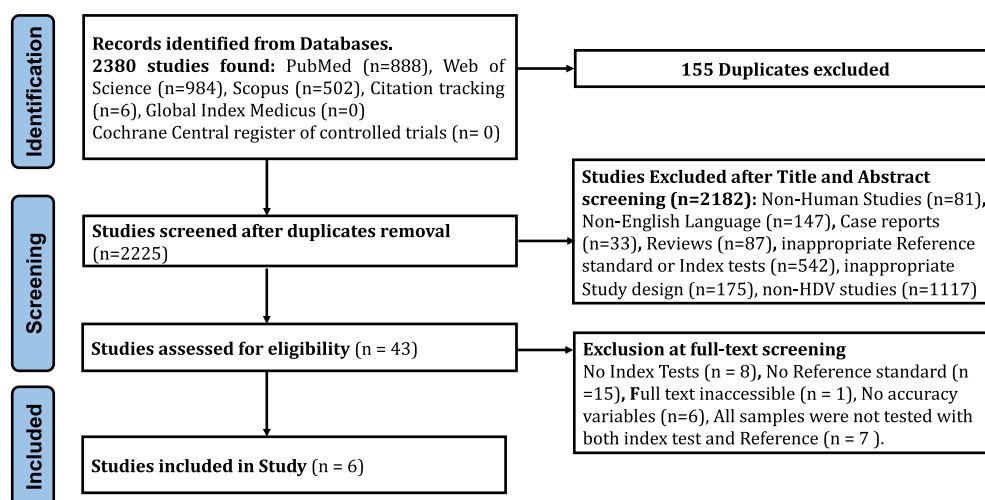 Identification
Records identified from Databases.
2380 studies found: PubMed (n=888), Web of
Science (n=984), Scopus (n=502), Citation tracking
(n=6), Global Index Medicus (n=0)
Cochrane Central register of controlled trials (n= 0)
155 Duplicates excluded
Screening
Studies screened after duplicates removal
(n=2225)
Studies Excluded after Title and Abstract
screening (n=2182): Non-Human Studies (n=81),
Non-English Language (n=147), Case reports
(n=33), Reviews (n=87), inappropriate Reference
standard or Index tests (n=542), inappropriate
Study design (n=175), non-HDV studies (n=1117)
Studies assessed for eligibility (n = 43)
Exclusion at full-text screening
No Index Tests (n = 8), No Reference standard (n
=15), Full text inaccessible (n = 1), No accuracy
variables (n=6), All samples were not tested with
both index test and Reference (n = 7 ).
Included
Studies included in Study (n = 6)